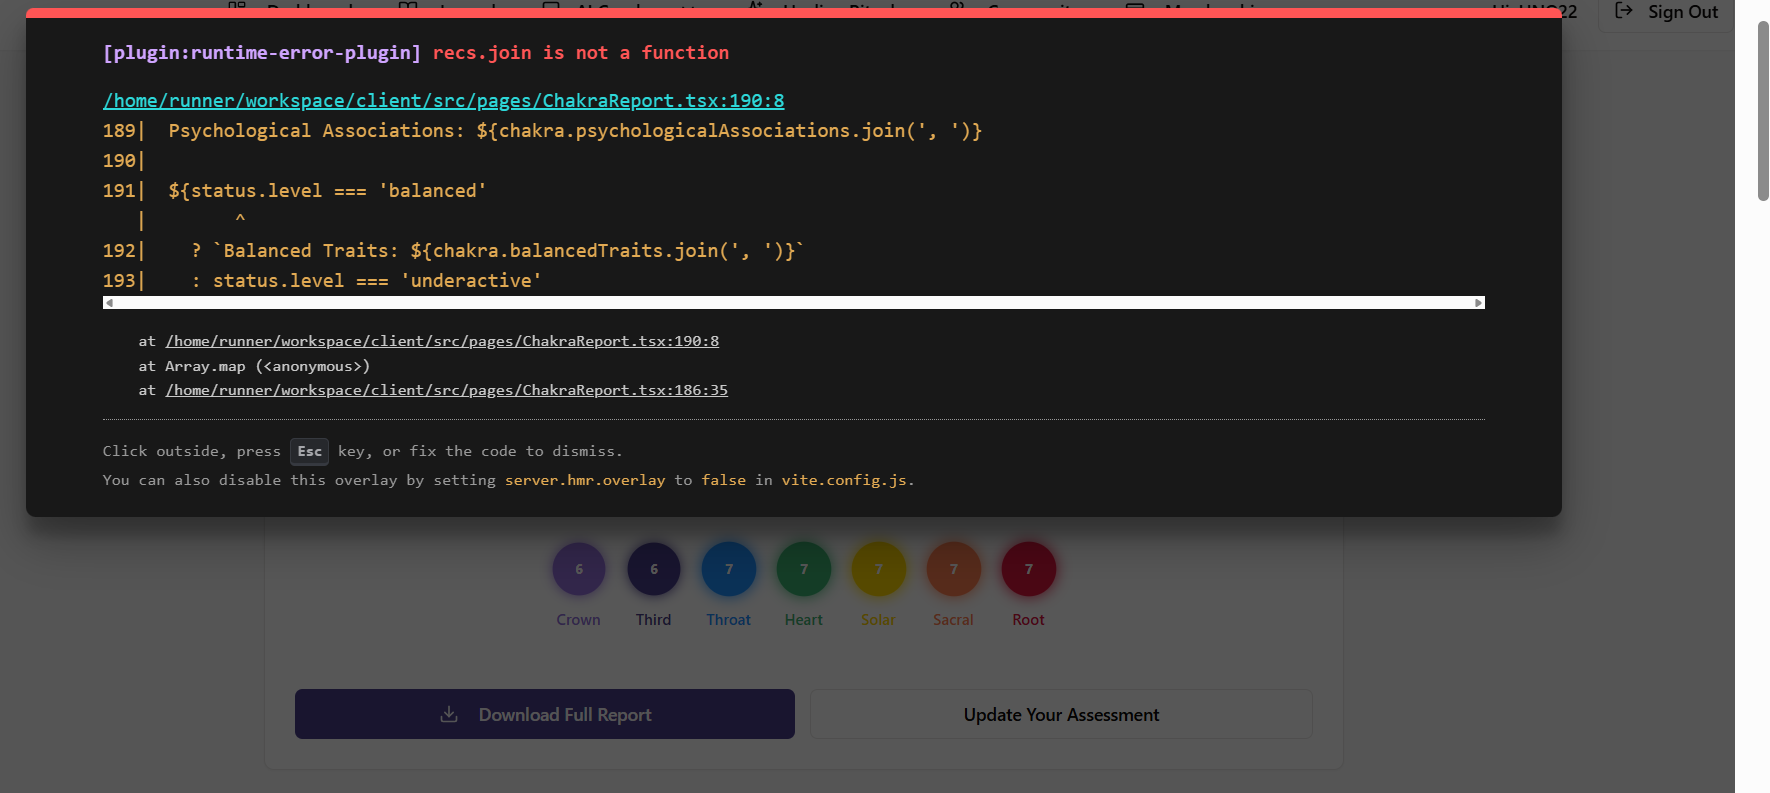 Sign Out
[plugin:runtime-error-plugin] recs.join is not a function
/home/runner/workspace/client/src/pages/ChakraReport.tsx:190:8
189|  Psychological Associations: ${chakra.psychologicalAssociations.join(', ')}
190|
191|  ${status.level === 'balanced'
|        ^
192|    ? `Balanced Traits: ${chakra.balancedTraits.join(', ')}`
193|    : status.level === 'underactive'
at /home/runner/workspace/client/src/pages/ChakraReport.tsx:190:8
at Array.map (<anonymous>)
at /home/runner/workspace/client/src/pages/ChakraReport.tsx:186:35
Click outside, press Esc key, or fix the code to dismiss.
You can also disable this overlay by setting server.hmr.overlay to false in vite.config.js.
6 6 7 7 7 7 7
Crown Third Throat Heart Solar Sacral Root
Download Full Report Update Your Assessment